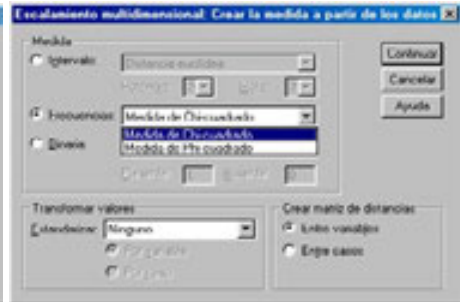 Escalamiento multidimensional: Crear la medida a partir de los datos
Medida
Intervalo: Distancia euclídea
Frecuencias: Medida de Chi-cuadrado
Medida de Chi-cuadrado
Binaria Medida de Phi-cuadrado
Continuar
Cancelar
Ayuda
Transformar valores
Estandarizar: Ninguno
Por variable
Crear matriz de distancias
Entre variables
Entre casos